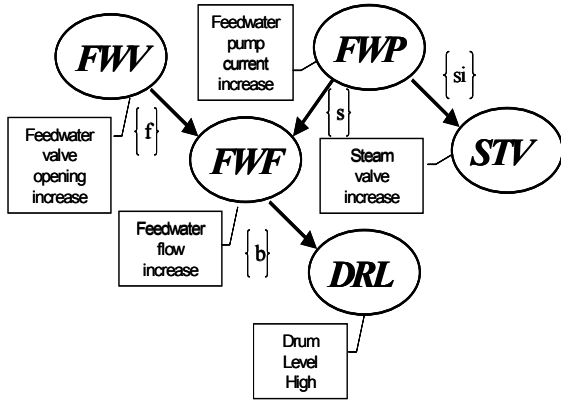 FWV
Feedwater
pump
current
increase
FWP
{si}
{f}
{s}
Feedwater
valve
opening
increase
FWF
Steam
valve
increase
STV
Feedwater
flow
increase
{b}
DRL
Drum
Level
High